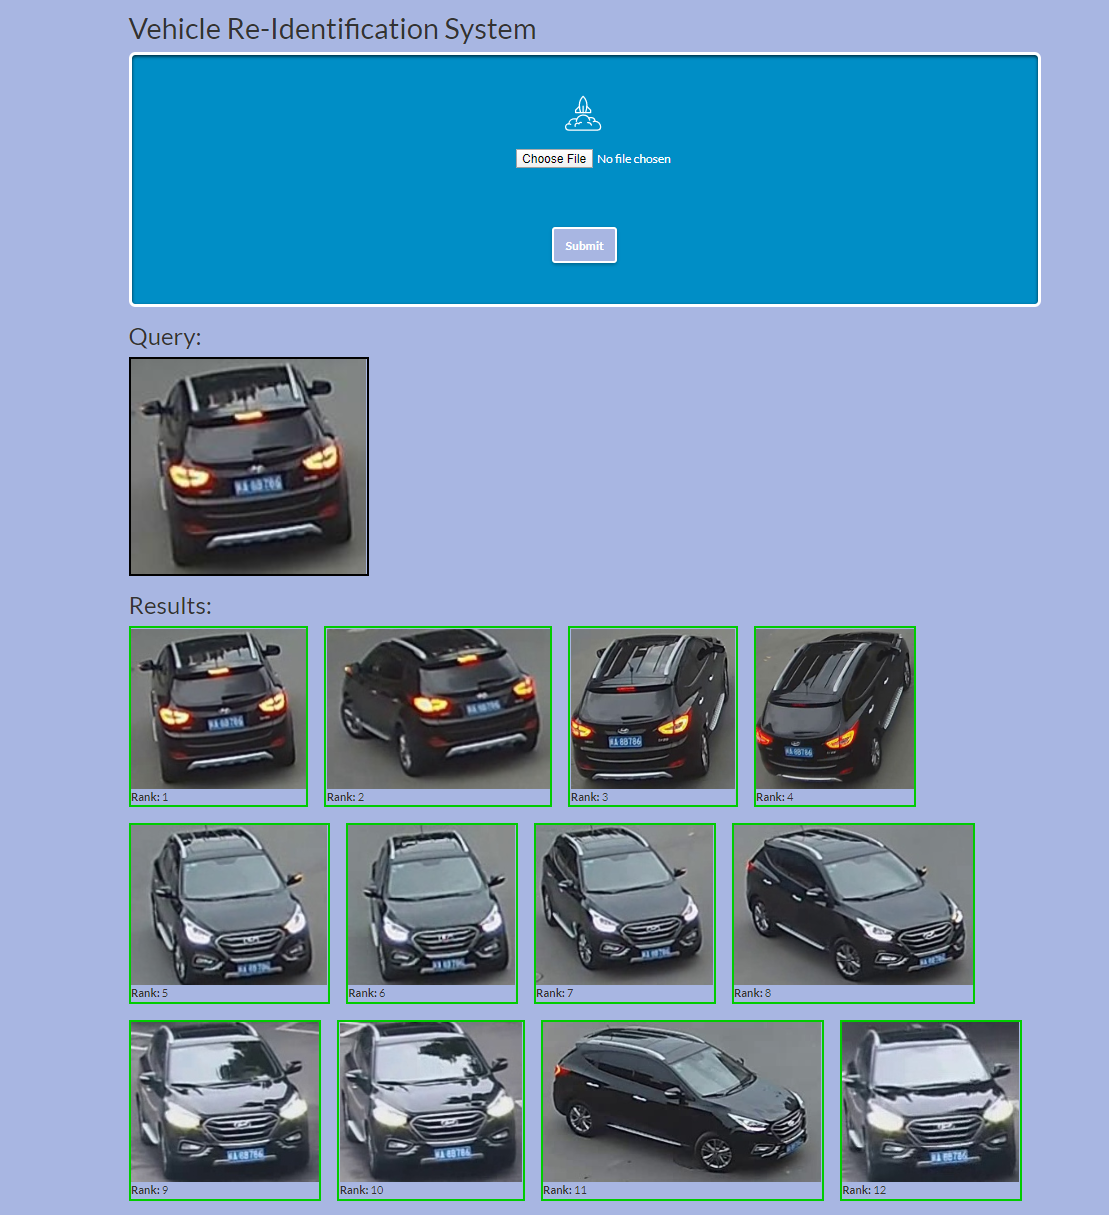 Vehicle Re-Identification System
Choose File No file chosen
Submit
Query:
Results:
Rank: 1
Rank: 2
Rank: 3
Rank: 4
Rank: 5
Rank: 6
Rank: 7
Rank: 8
Rank: 9
Rank: 10
Rank: 11
Rank: 12